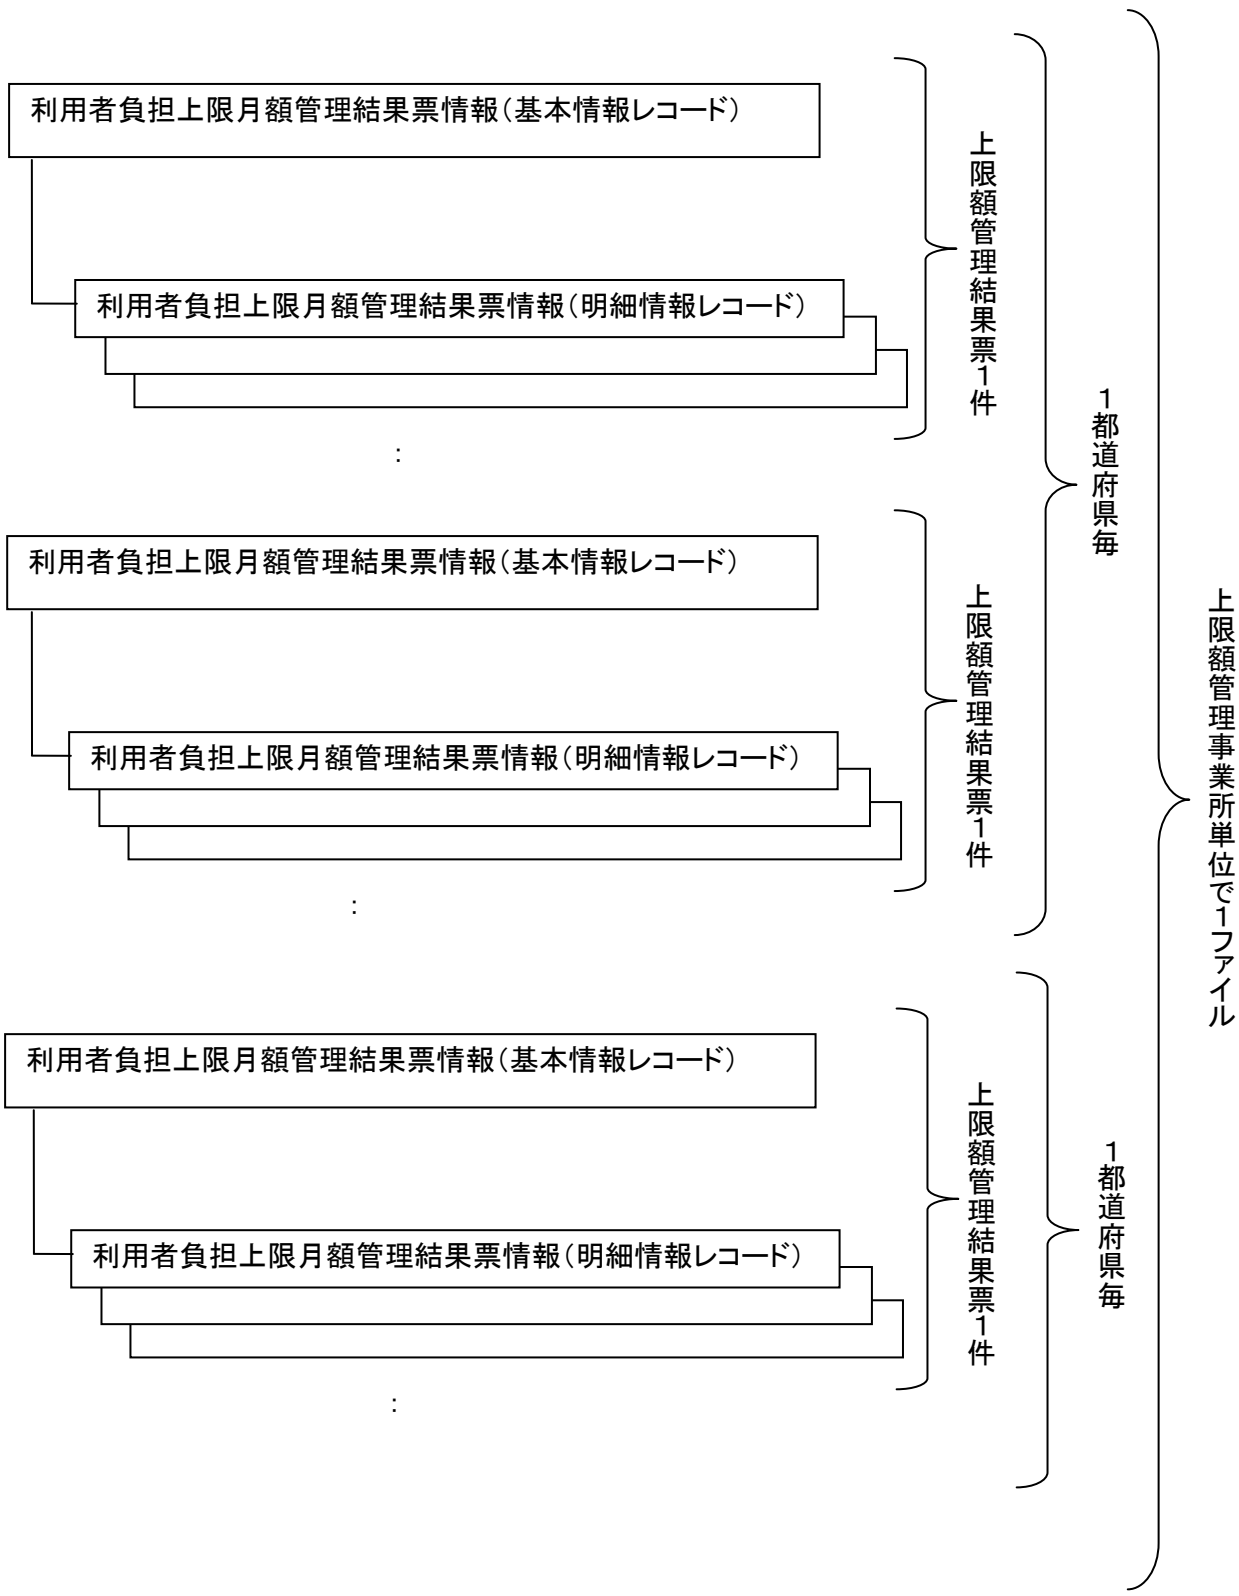 利用者負担上限月額管理結果票情報(基本情報レコード)
利用者負担上限月額管理結果票情報(明細情報レコード)
:
上限額管理結果票1件
利用者負担上限月額管理結果票情報(基本情報レコード)
利用者負担上限月額管理結果票情報(明細情報レコード)
:
上限額管理結果票1件
1都道府県毎
利用者負担上限月額管理結果票情報(基本情報レコード)
利用者負担上限月額管理結果票情報(明細情報レコード)
:
上限額管理結果票1件
1都道府県毎
上限額管理事業所単位で1ファイル